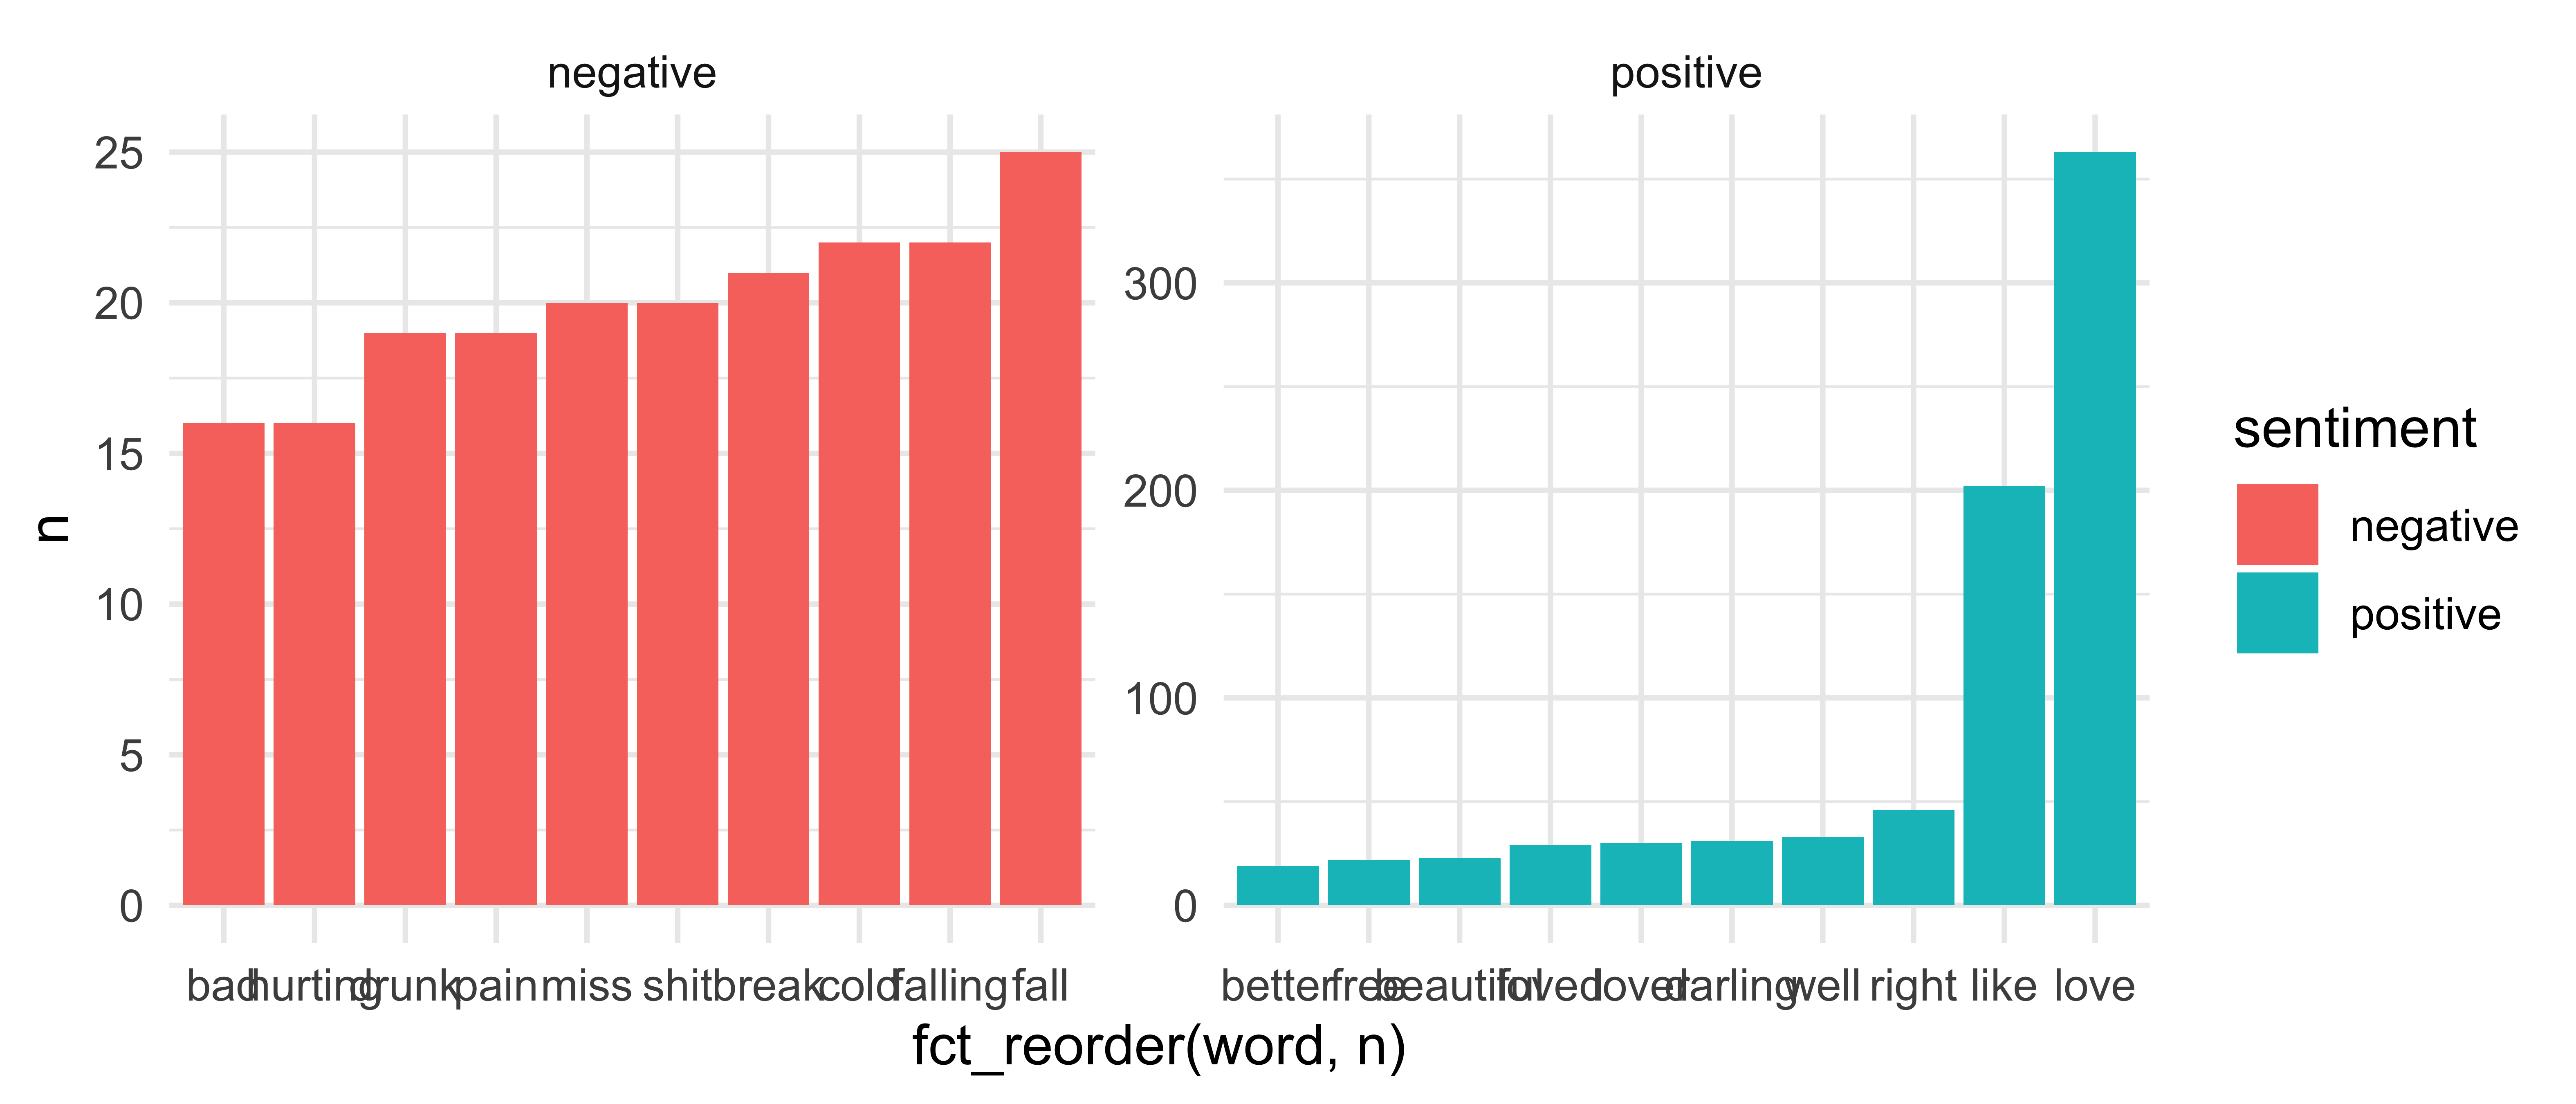 negative
positive
25
20
15
10
5
0
n
300
200
100
0
bad hurting drunk pain miss shit break cold falling fall
better free beautiful loved lover darling well right like love
fct_reorder(word, n)
sentiment
negative
positive